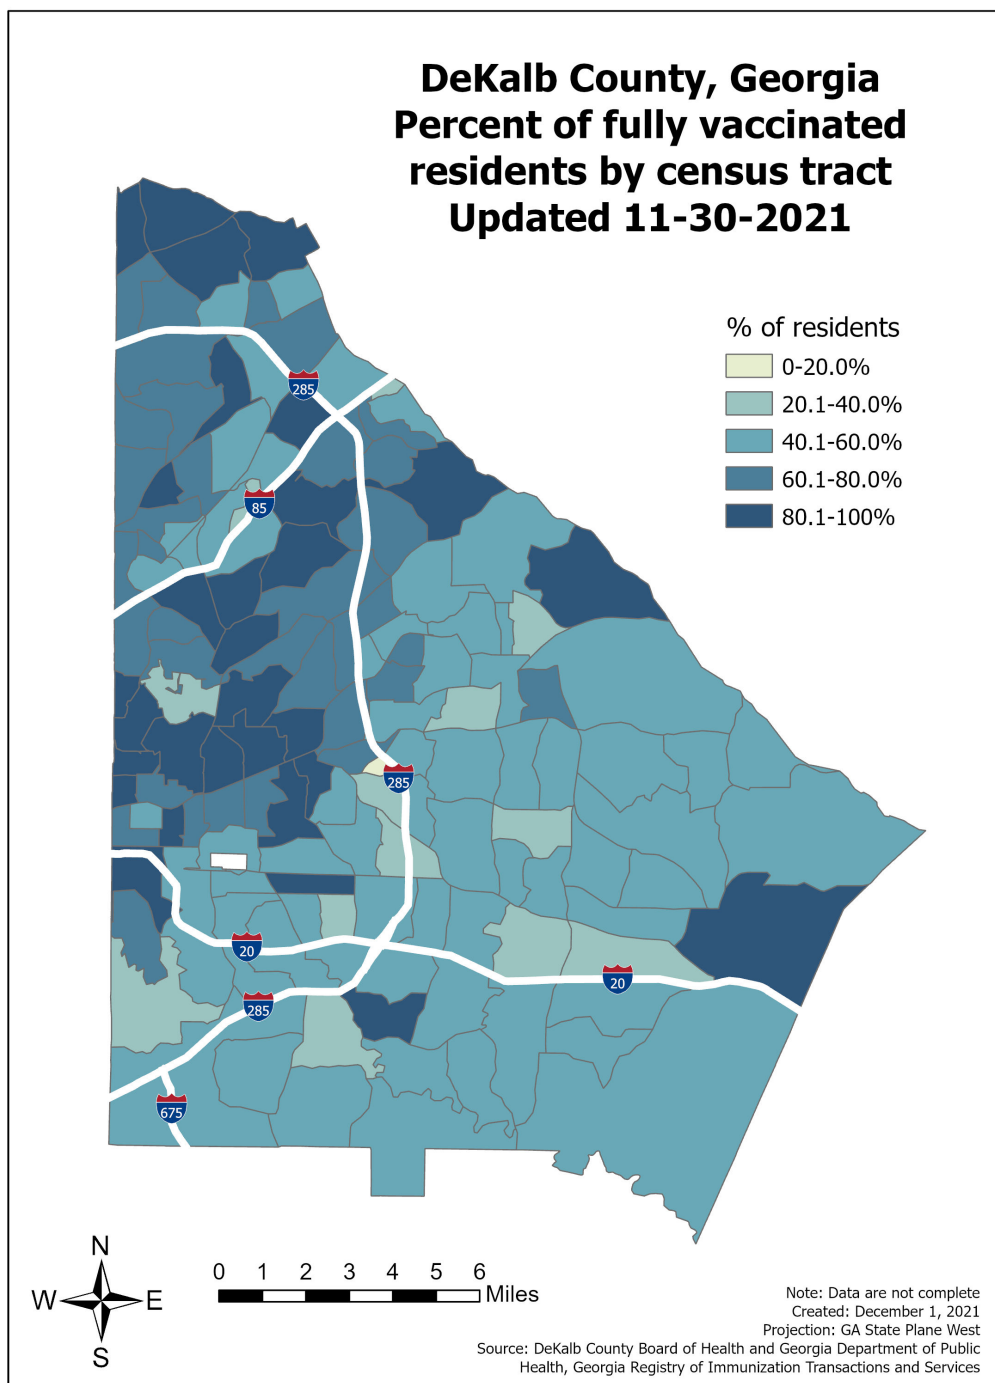 DeKalb County, Georgia
Percent of fully vaccinated
residents by census tract
Updated 11-30-2021
% of residents
0-20.0%
20.1-40.0%
40.1-60.0%
60.1-80.0%
80.1-100%
285
85
285
20
20
285
675
N
W E
S
0 1 2 3 4 5 6
Miles
Note: Data are not complete
Created: December 1, 2021
Projection: GA State Plane West
Source: DeKalb County Board of Health and Georgia Department of Public
Health, Georgia Registry of Immunization Transactions and Services